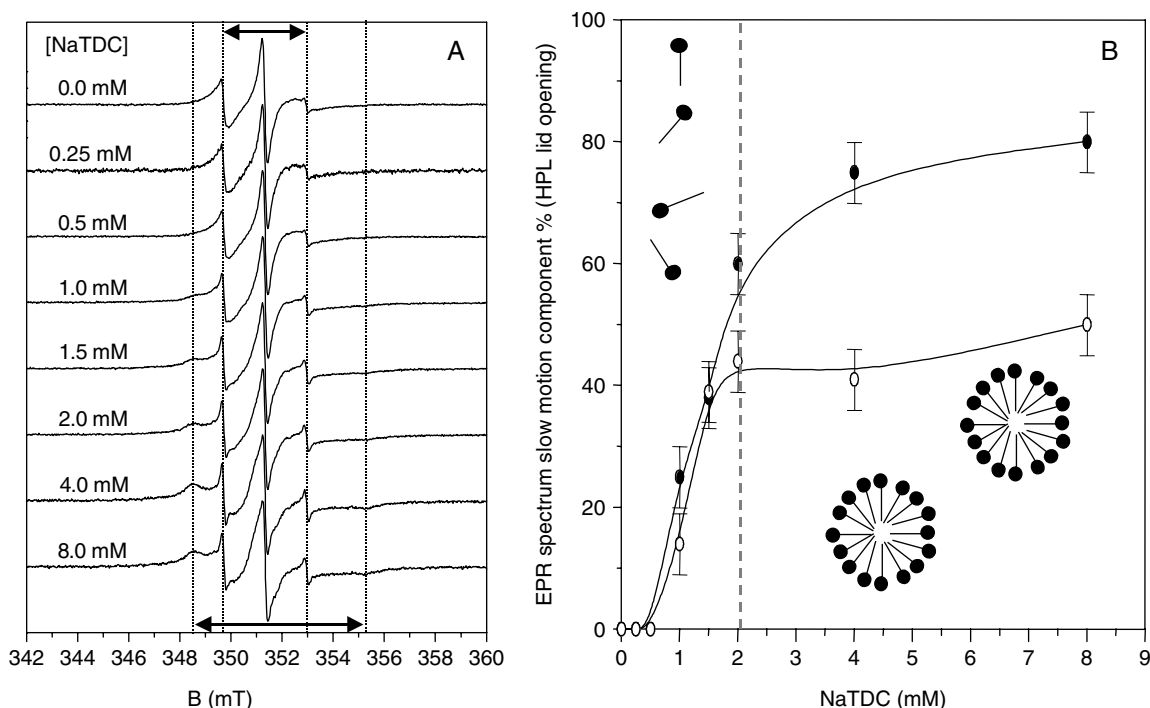 [NaTDC]
A
0.0 mM
0.25 mM
0.5 mM
1.0 mM
1.5 mM
2.0 mM
4.0 mM
8.0 mM
342 344 346 348 350 352 354 356 358 360
B (mT)
EPR spectrum slow motion component % (HPL lid opening)
B
100
80
60
40
20
0
0 1 2 3 4 5 6 7 8 9
NaTDC (mM)